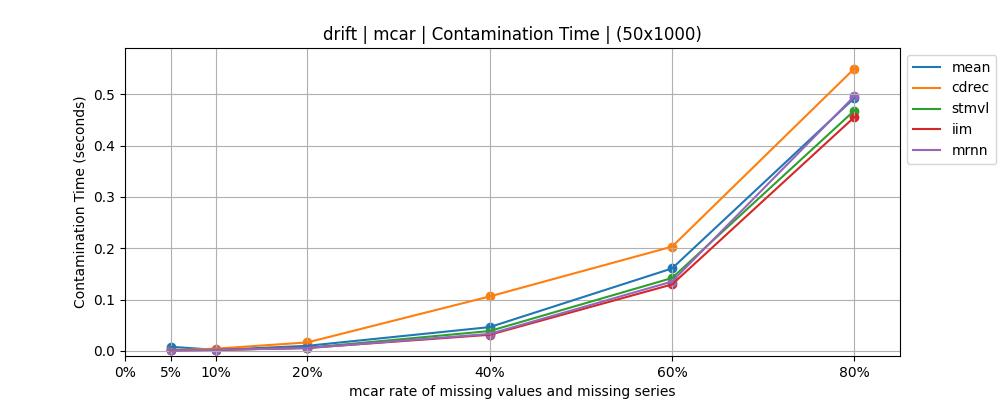 drift | mcar | Contamination Time | (50x1000)
Contamination Time (seconds)
0.5
0.4
0.3
0.2
0.1
0.0
0% 5% 10% 20% 40% 60% 80%
mcar rate of missing values and missing series
mean
cdrec
stmvl
iim
mrnn